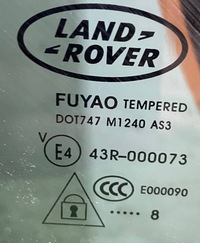 LAND
ROVER
FUYAO TEMPERED
DOT747 M1240 AS3
V
E4 43R-000073
CCC E000090
..... 8